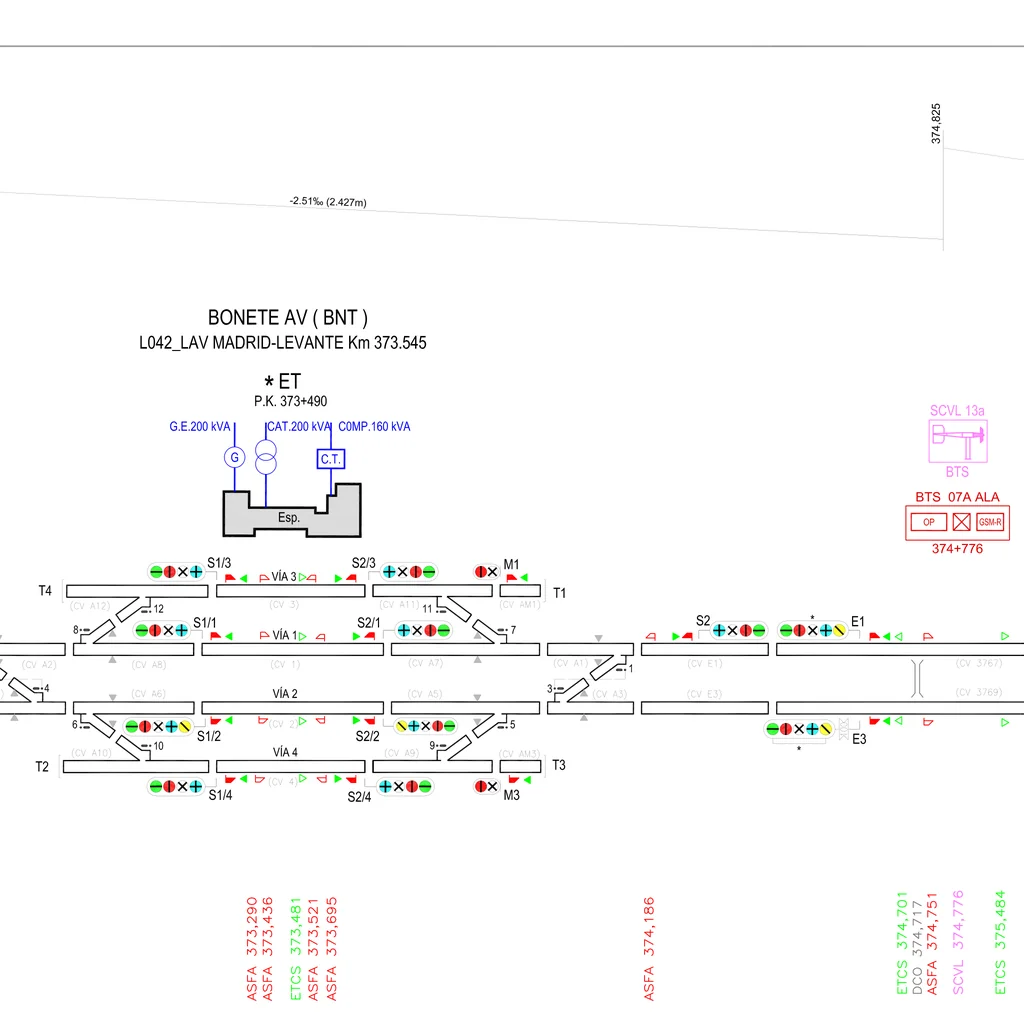 374,825
-2.51‰ (2.427m)
BONETE AV ( BNT )
L042_LAV MADRID-LEVANTE Km 373.545
* ET
P.K. 373+490
G.E.200 kVA
CAT.200 kVA
C0MP.160 kVA
G
C.T.
Esp.
SCVL 13a
BTS
BTS 07A ALA
OP
GSM-R
374+776
S1/3
VÍA 3
S2/3
M1
T4
(CV A12)
(CV 3)
(CV A11)
(CV AM1)
T1
12
11
8
S1/1
VÍA 1
S2/1
7
S2
*
E1
(CV A2)
(CV A8)
(CV 1)
(CV A7)
(CV A1)
(CV E1)
(CV 3767)
1
4
(CV A6)
VÍA 2
(CV A5)
3
(CV A3)
(CV E3)
(CV 3769)
6
S1/2
(CV 2)
S2/2
5
E3
*
10
9
(CV A10)
VÍA 4
(CV A9)
(CV AM3)
T2
T3
(CV 4)
S1/4
S2/4
M3
ASFA 373,290
ASFA 373,436
ETCS 373,481
ASFA 373,521
ASFA 373,695
ASFA 374,186
ETCS 374,701
DCO 374,717
ASFA 374,751
SCVL 374,776
ETCS 375,484